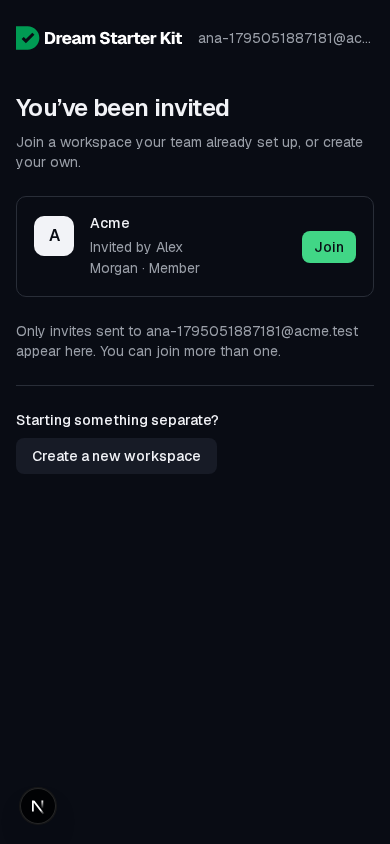 Dream Starter Kit ana-1795051887181@ac...
You’ve been invited
Join a workspace your team already set up, or create
your own.
A
Acme
Invited by Alex
Morgan · Member
Join
Only invites sent to ana-1795051887181@acme.test
appear here. You can join more than one.
Starting something separate?
Create a new workspace
N